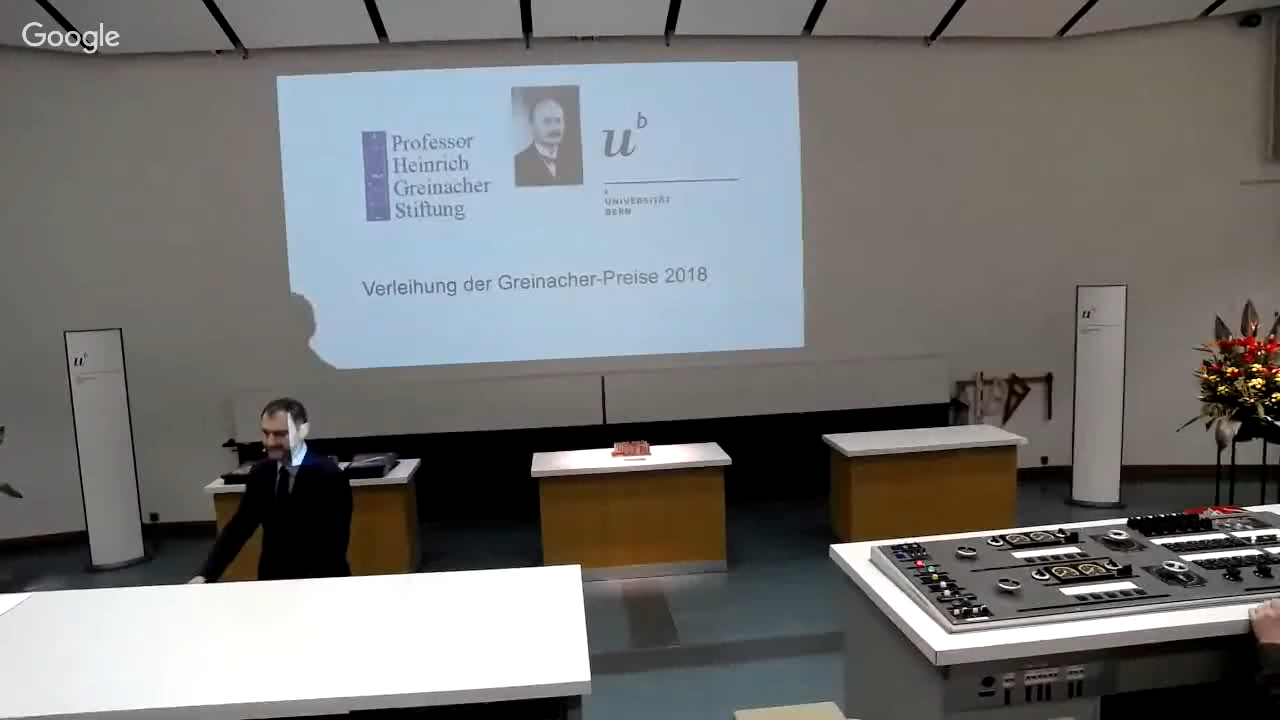 Google
Professor
Heinrich
Greinacher
Stiftung
u^b
UNIVERSITÄT
BERN
Verleihung der Greinacher-Preise 2018
u^b
u^b